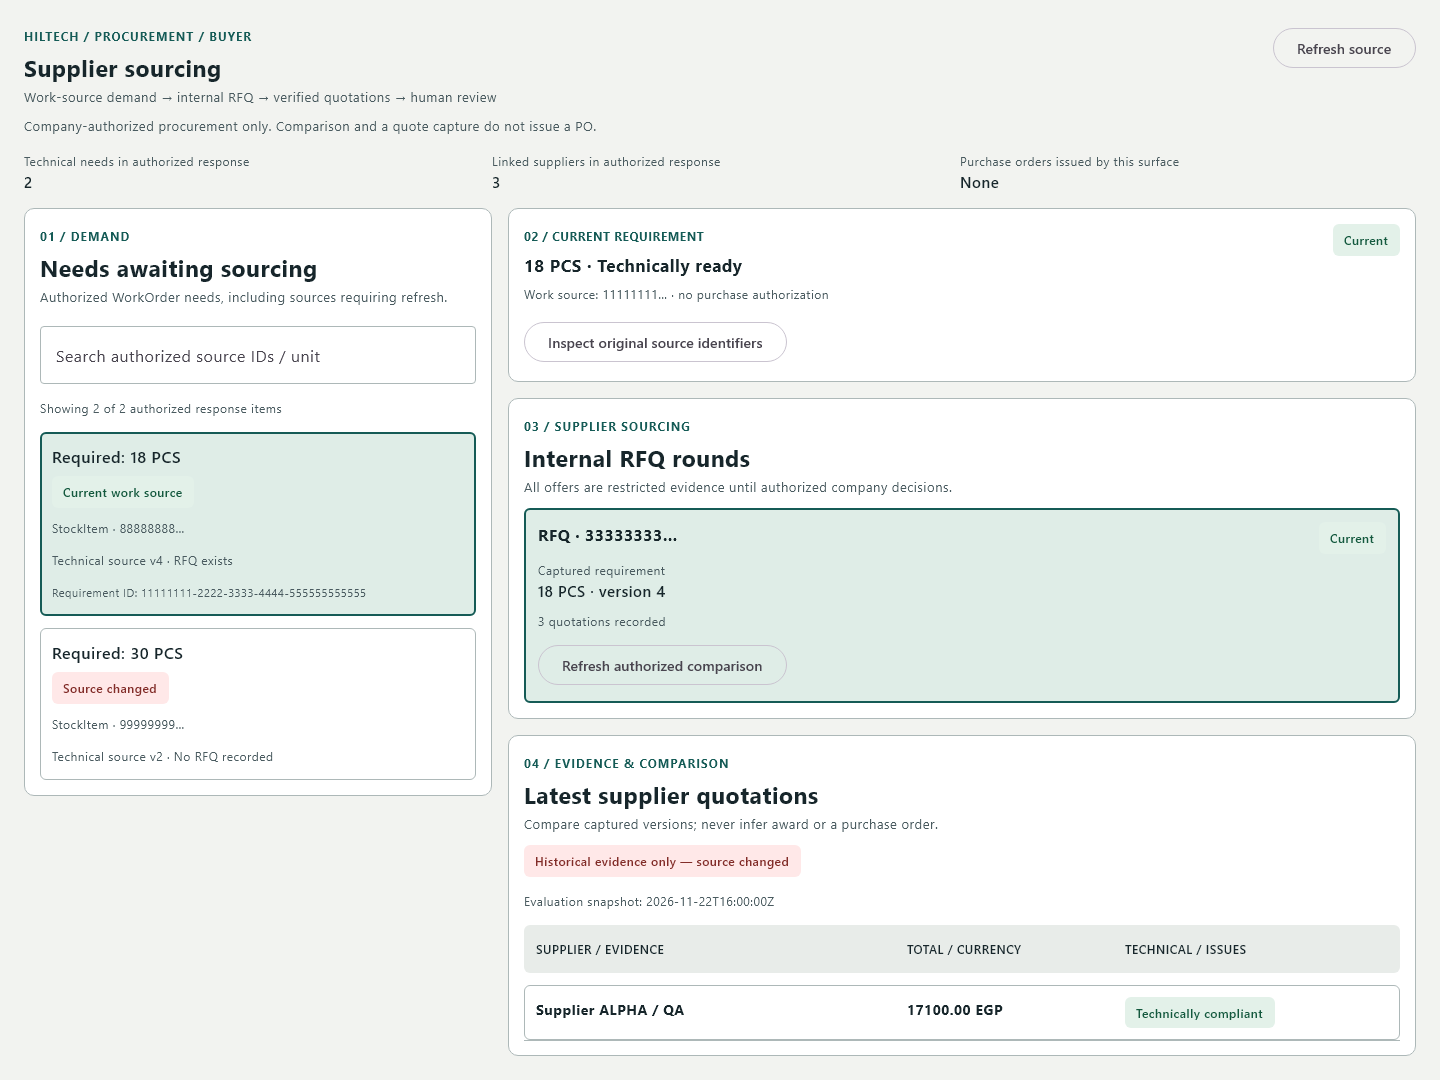 HILTECH / PROCUREMENT / BUYER
Supplier sourcing
Work-source demand → internal RFQ → verified quotations → human review
Company-authorized procurement only. Comparison and a quote capture do not issue a PO.
Refresh source
Technical needs in authorized response
2
Linked suppliers in authorized response
3
Purchase orders issued by this surface
None
01 / DEMAND
Needs awaiting sourcing
Authorized WorkOrder needs, including sources requiring refresh.
Search authorized source IDs / unit
Showing 2 of 2 authorized response items
Required: 18 PCS
Current work source
StockItem · 88888888...
Technical source v4 · RFQ exists
Requirement ID: 11111111-2222-3333-4444-555555555555
Required: 30 PCS
Source changed
StockItem · 99999999...
Technical source v2 · No RFQ recorded
02 / CURRENT REQUIREMENT
Current
18 PCS · Technically ready
Work source: 11111111... · no purchase authorization
Inspect original source identifiers
03 / SUPPLIER SOURCING
Internal RFQ rounds
All offers are restricted evidence until authorized company decisions.
RFQ · 33333333...
Current
Captured requirement
18 PCS · version 4
3 quotations recorded
Refresh authorized comparison
04 / EVIDENCE & COMPARISON
Latest supplier quotations
Compare captured versions; never infer award or a purchase order.
Historical evidence only — source changed
Evaluation snapshot: 2026-11-22T16:00:00Z
SUPPLIER / EVIDENCE
TOTAL / CURRENCY
TECHNICAL / ISSUES
Supplier ALPHA / QA
17100.00 EGP
Technically compliant